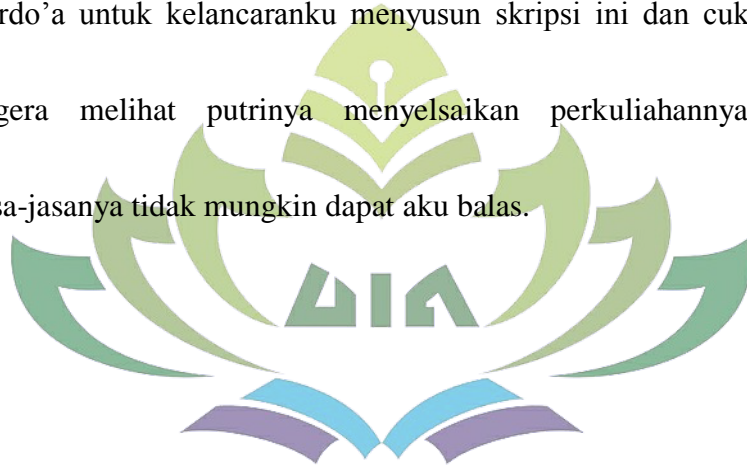 rdo’a untuk kelancaranku menyusun skripsi ini dan cuk
gera melihat putrinya menyelsaikan perkuliahannya
sa-jasanya tidak mungkin dapat aku balas.
UIN